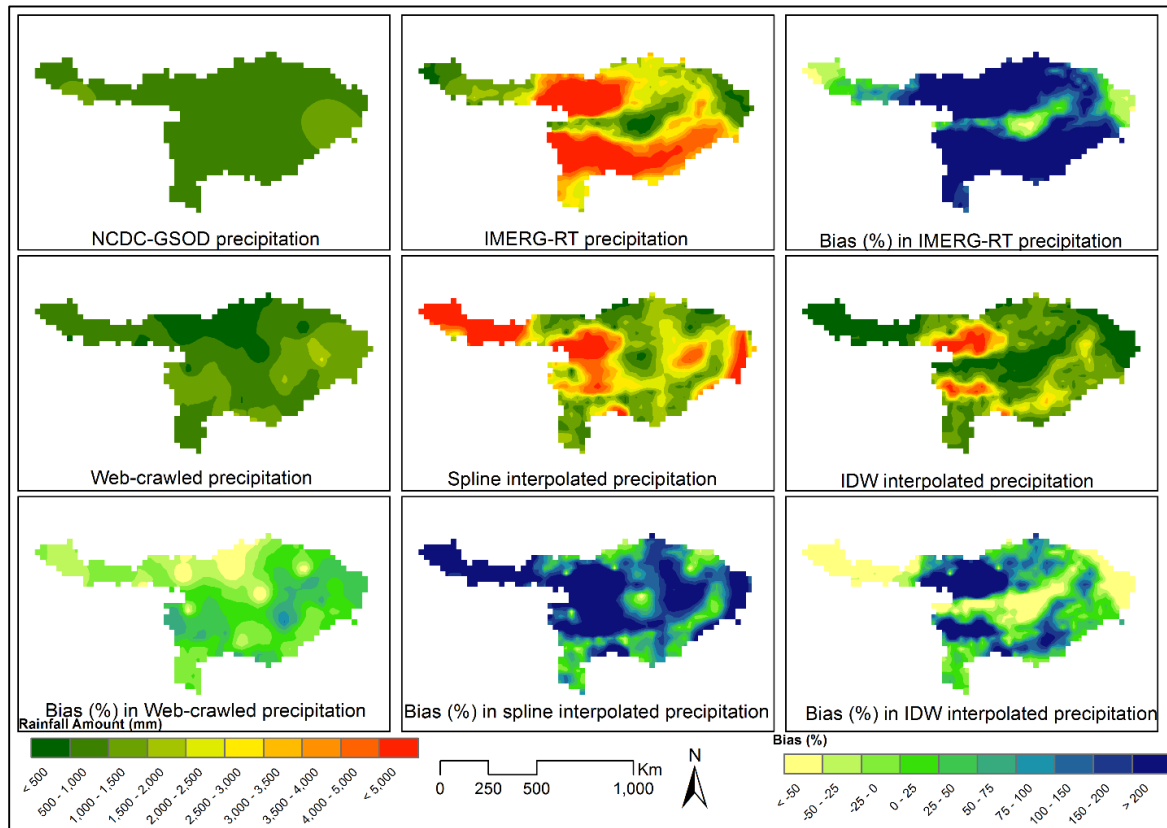 NCDC-GSOD precipitation
IMERG-RT precipitation
Bias (%) in IMERG-RT precipitation
Web-crawled precipitation
Spline interpolated precipitation
IDW interpolated precipitation
Bias (%) in Web-crawled precipitation
Bias (%) in spline interpolated precipitation
Bias (%) in IDW interpolated precipitation
Rainfall Amount (mm)
< 500
500 - 1,000
1,000 - 1,500
1,500 - 2,000
2,000 - 2,500
2,500 - 3,000
3,000 - 3,500
3,500 - 4,000
4,000 - 5,000
< 5,000
Km
0 250 500 1,000
N
Bias (%)
< -50
-50 - -25
-25 - 0
0 - 25
25 - 50
50 - 75
75 - 100
100 - 150
150 - 200
> 200